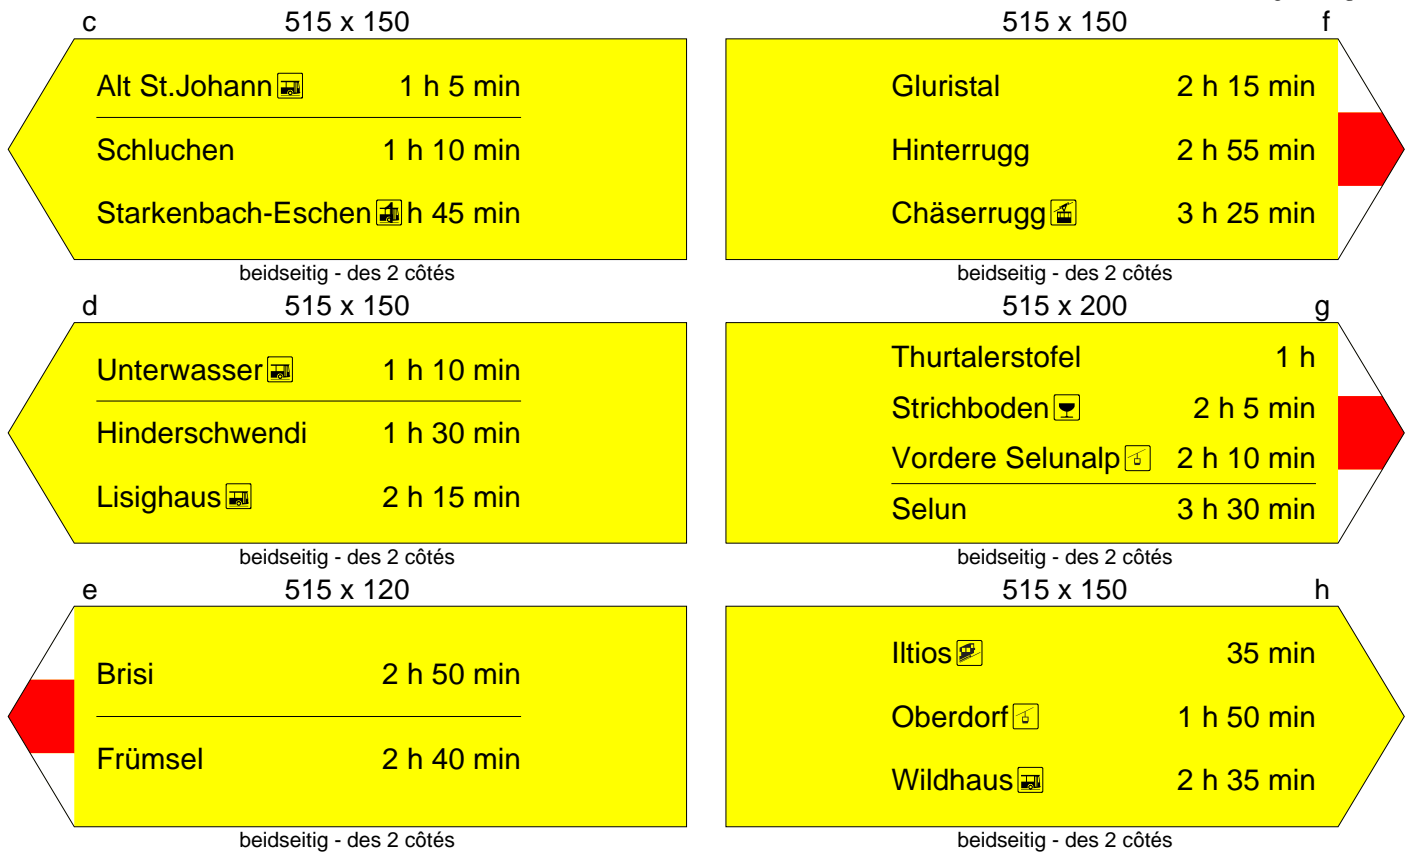 c 515 x 150
Alt St.Johann 1 h 5 min
Schluchen 1 h 10 min
Starkenbach-Eschen 1 h 45 min
beidseitig - des 2 côtés
515 x 150 f
Gluristal 2 h 15 min
Hinterrugg 2 h 55 min
Chäserrugg 3 h 25 min
beidseitig - des 2 côtés
d 515 x 150
Unterwasser 1 h 10 min
Hinderschwendi 1 h 30 min
Lisighaus 2 h 15 min
beidseitig - des 2 côtés
515 x 200 g
Thurtalerstofel 1 h
Strichboden 2 h 5 min
Vordere Selunalp 2 h 10 min
Selun 3 h 30 min
beidseitig - des 2 côtés
e 515 x 120
Brisi 2 h 50 min
Frümsel 2 h 40 min
beidseitig - des 2 côtés
515 x 150 h
Iltios 35 min
Oberdorf 1 h 50 min
Wildhaus 2 h 35 min
beidseitig - des 2 côtés